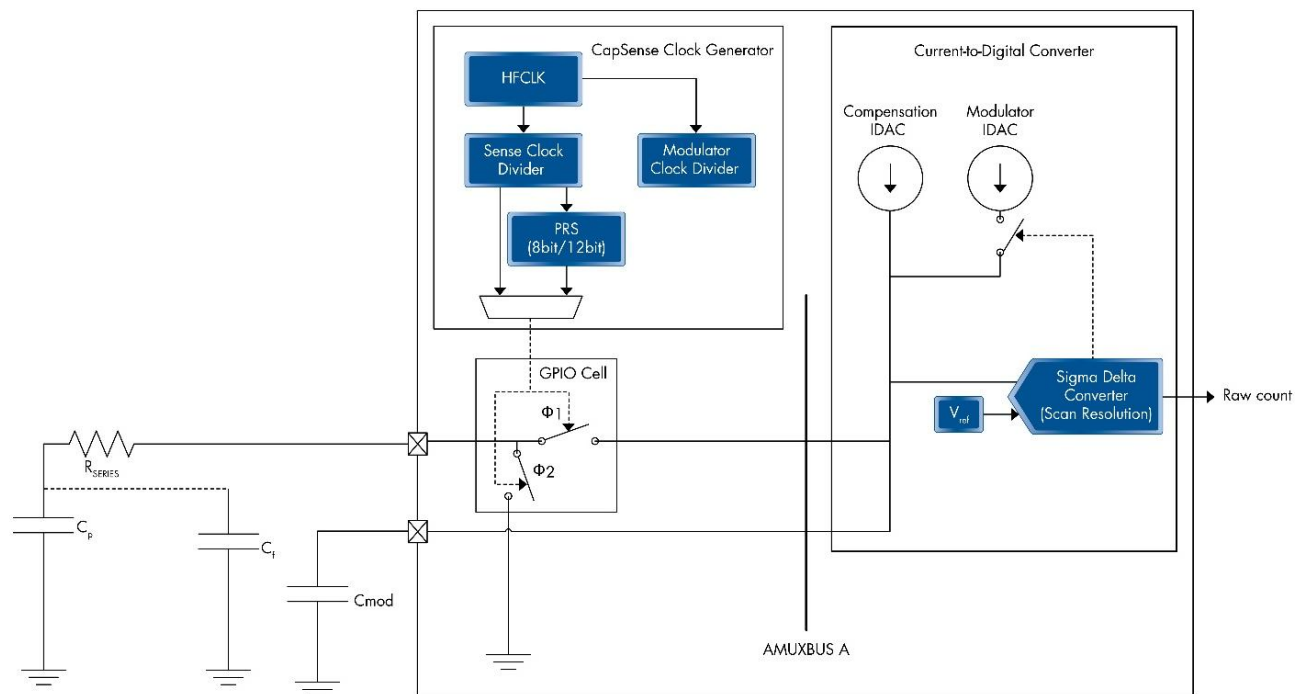 CapSense Clock Generator
HFCLK
Sense Clock
Divider
Modulator
Clock Divider
PRS
(8bit/12bit)
Current-to-Digital Converter
Compensation
IDAC
Modulator
IDAC
Sigma Delta
Converter
(Scan Resolution)
Vref
Raw count
GPIO Cell
Φ1
Φ2
RSERIES
Cp
Cf
Cmod
AMUXBUS A